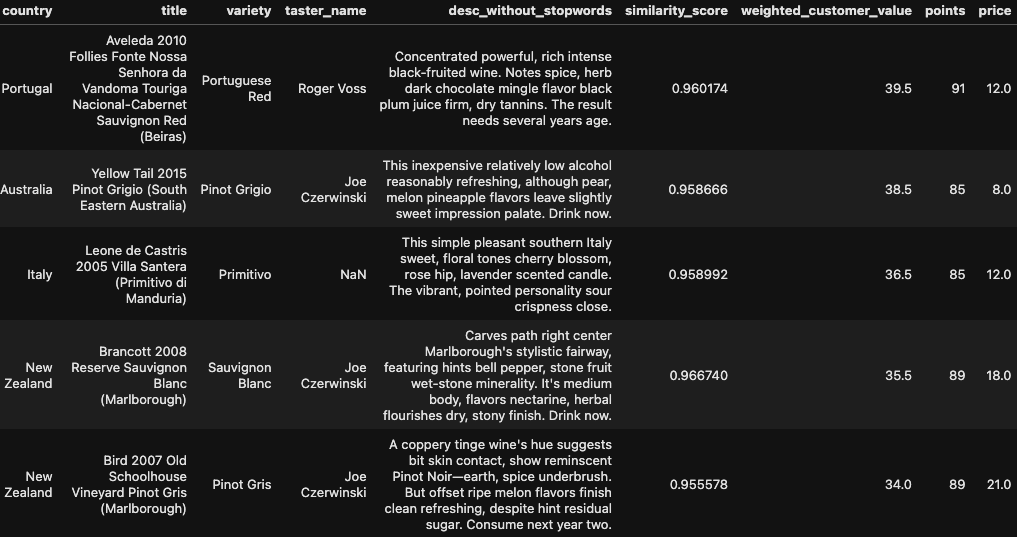 country title variety taster_name desc_without_stopwords similarity_score weighted_customer_value points price
Aveleda 2010
Follies Fonte Nossa
Senhora da
Vandoma Touriga
Nacional-Cabernet
Sauvignon Red
(Beiras)
Portugal
Portuguese
Red
Roger Voss
Concentrated powerful, rich intense
black-fruited wine. Notes spice, herb
dark chocolate mingle flavor black
plum juice firm, dry tannins. The result
needs several years age.
0.960174
39.5
91
12.0
Australia
Yellow Tail 2015
Pinot Grigio (South
Eastern Australia)
Pinot Grigio
Joe
Czerwinski
This inexpensive relatively low alcohol
reasonably refreshing, although pear,
melon pineapple flavors leave slightly
sweet impression palate. Drink now.
0.958666
38.5
85
8.0
Italy
Leone de Castris
2005 Villa Santera
(Primitivo di
Manduria)
Primitivo
NaN
This simple pleasant southern Italy
sweet, floral tones cherry blossom,
rose hip, lavender scented candle.
The vibrant, pointed personality sour
crispness close.
0.958992
36.5
85
12.0
New
Zealand
Brancott 2008
Reserve Sauvignon
Blanc
(Marlborough)
Sauvignon
Blanc
Joe
Czerwinski
Carves path right center
Marlborough's stylistic fairway,
featuring hints bell pepper, stone fruit
wet-stone minerality. It's medium
body, flavors nectarine, herbal
flourishes dry, stony finish. Drink now.
0.966740
35.5
89
18.0
New
Zealand
Bird 2007 Old
Schoolhouse
Vineyard Pinot Gris
(Marlborough)
Pinot Gris
Joe
Czerwinski
A coppery tinge wine's hue suggests
bit skin contact, show reminscent
Pinot Noir—earth, spice underbrush.
But offset ripe melon flavors finish
clean refreshing, despite hint residual
sugar. Consume next year two.
0.955578
34.0
89
21.0